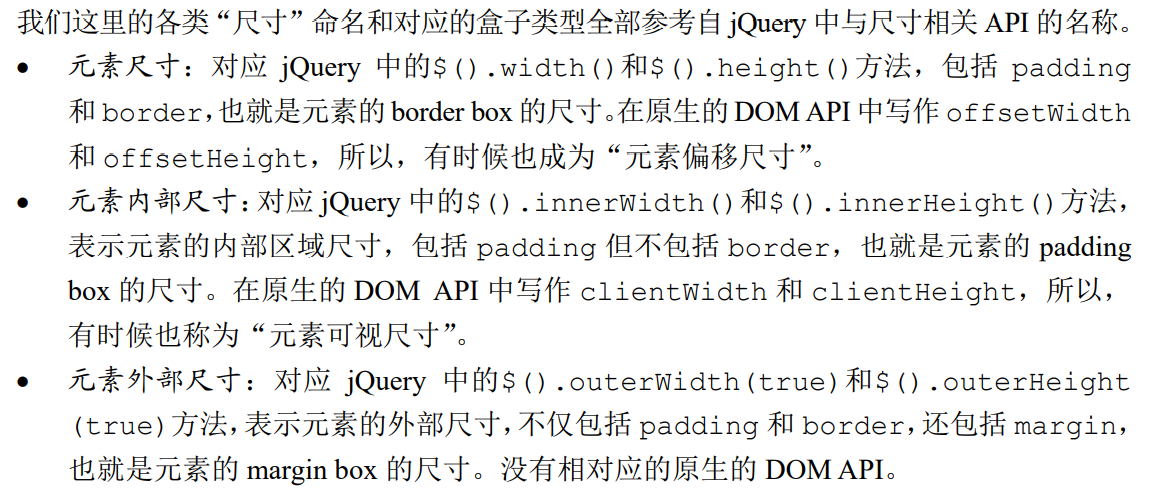 我们这里的各类“尺寸”命名和对应的盒子类型全部参考自 jQuery 中与尺寸相关 API 的名称。
● 元素尺寸：对应 jQuery 中的$().width()和$().height()方法，包括 padding
和 border，也就是元素的 border box 的尺寸。在原生的 DOM API 中写作 offsetWidth
和 offsetHeight，所以，有时候也成为“元素偏移尺寸”。
● 元素内部尺寸：对应 jQuery 中的$().innerWidth()和$().innerHeight()方法，
表示元素的内部区域尺寸，包括 padding 但不包括 border，也就是元素的 padding
box 的尺寸。在原生的 DOM API 中写作 clientWidth 和 clientHeight，所以，
有时候也称为“元素可视尺寸”。
● 元素外部尺寸：对应 jQuery 中的$().outerWidth(true)和$().outerHeight
(true)方法，表示元素的外部尺寸，不仅包括 padding 和 border，还包括 margin，
也就是元素的 margin box 的尺寸。没有相对应的原生的 DOM API。